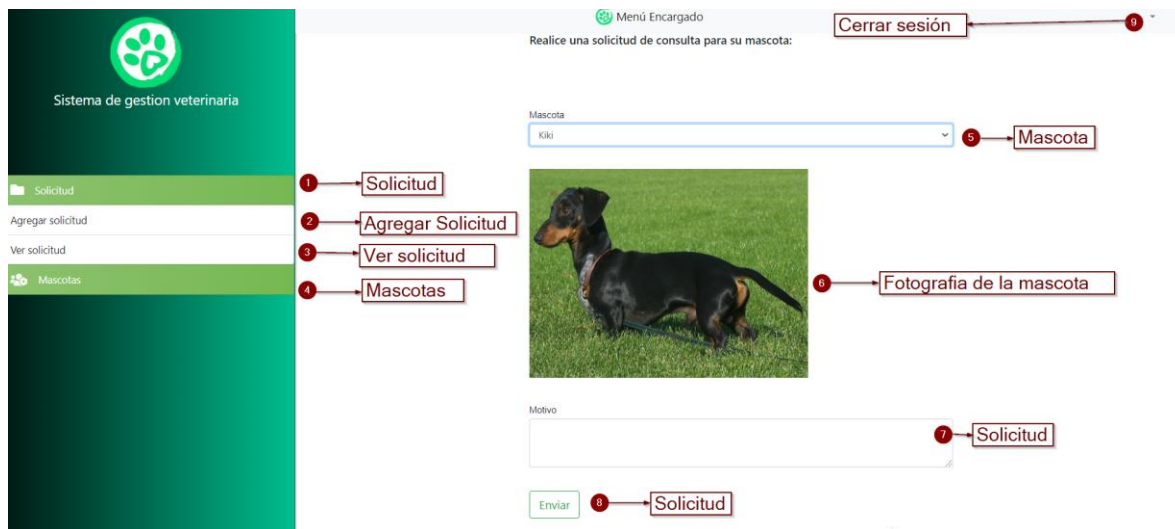 Menú Encargado
Cerrar sesión
9
Realice una solicitud de consulta para su mascota:
Sistema de gestion veterinaria
Mascota
Kiki
5
Mascota
Solicitud
1
Solicitud
Agregar solicitud
2
Agregar Solicitud
Ver solicitud
3
Ver solicitud
Mascotas
4
Mascotas
6
Fotografia de la mascota
Motivo
7
Solicitud
Enviar
8
Solicitud